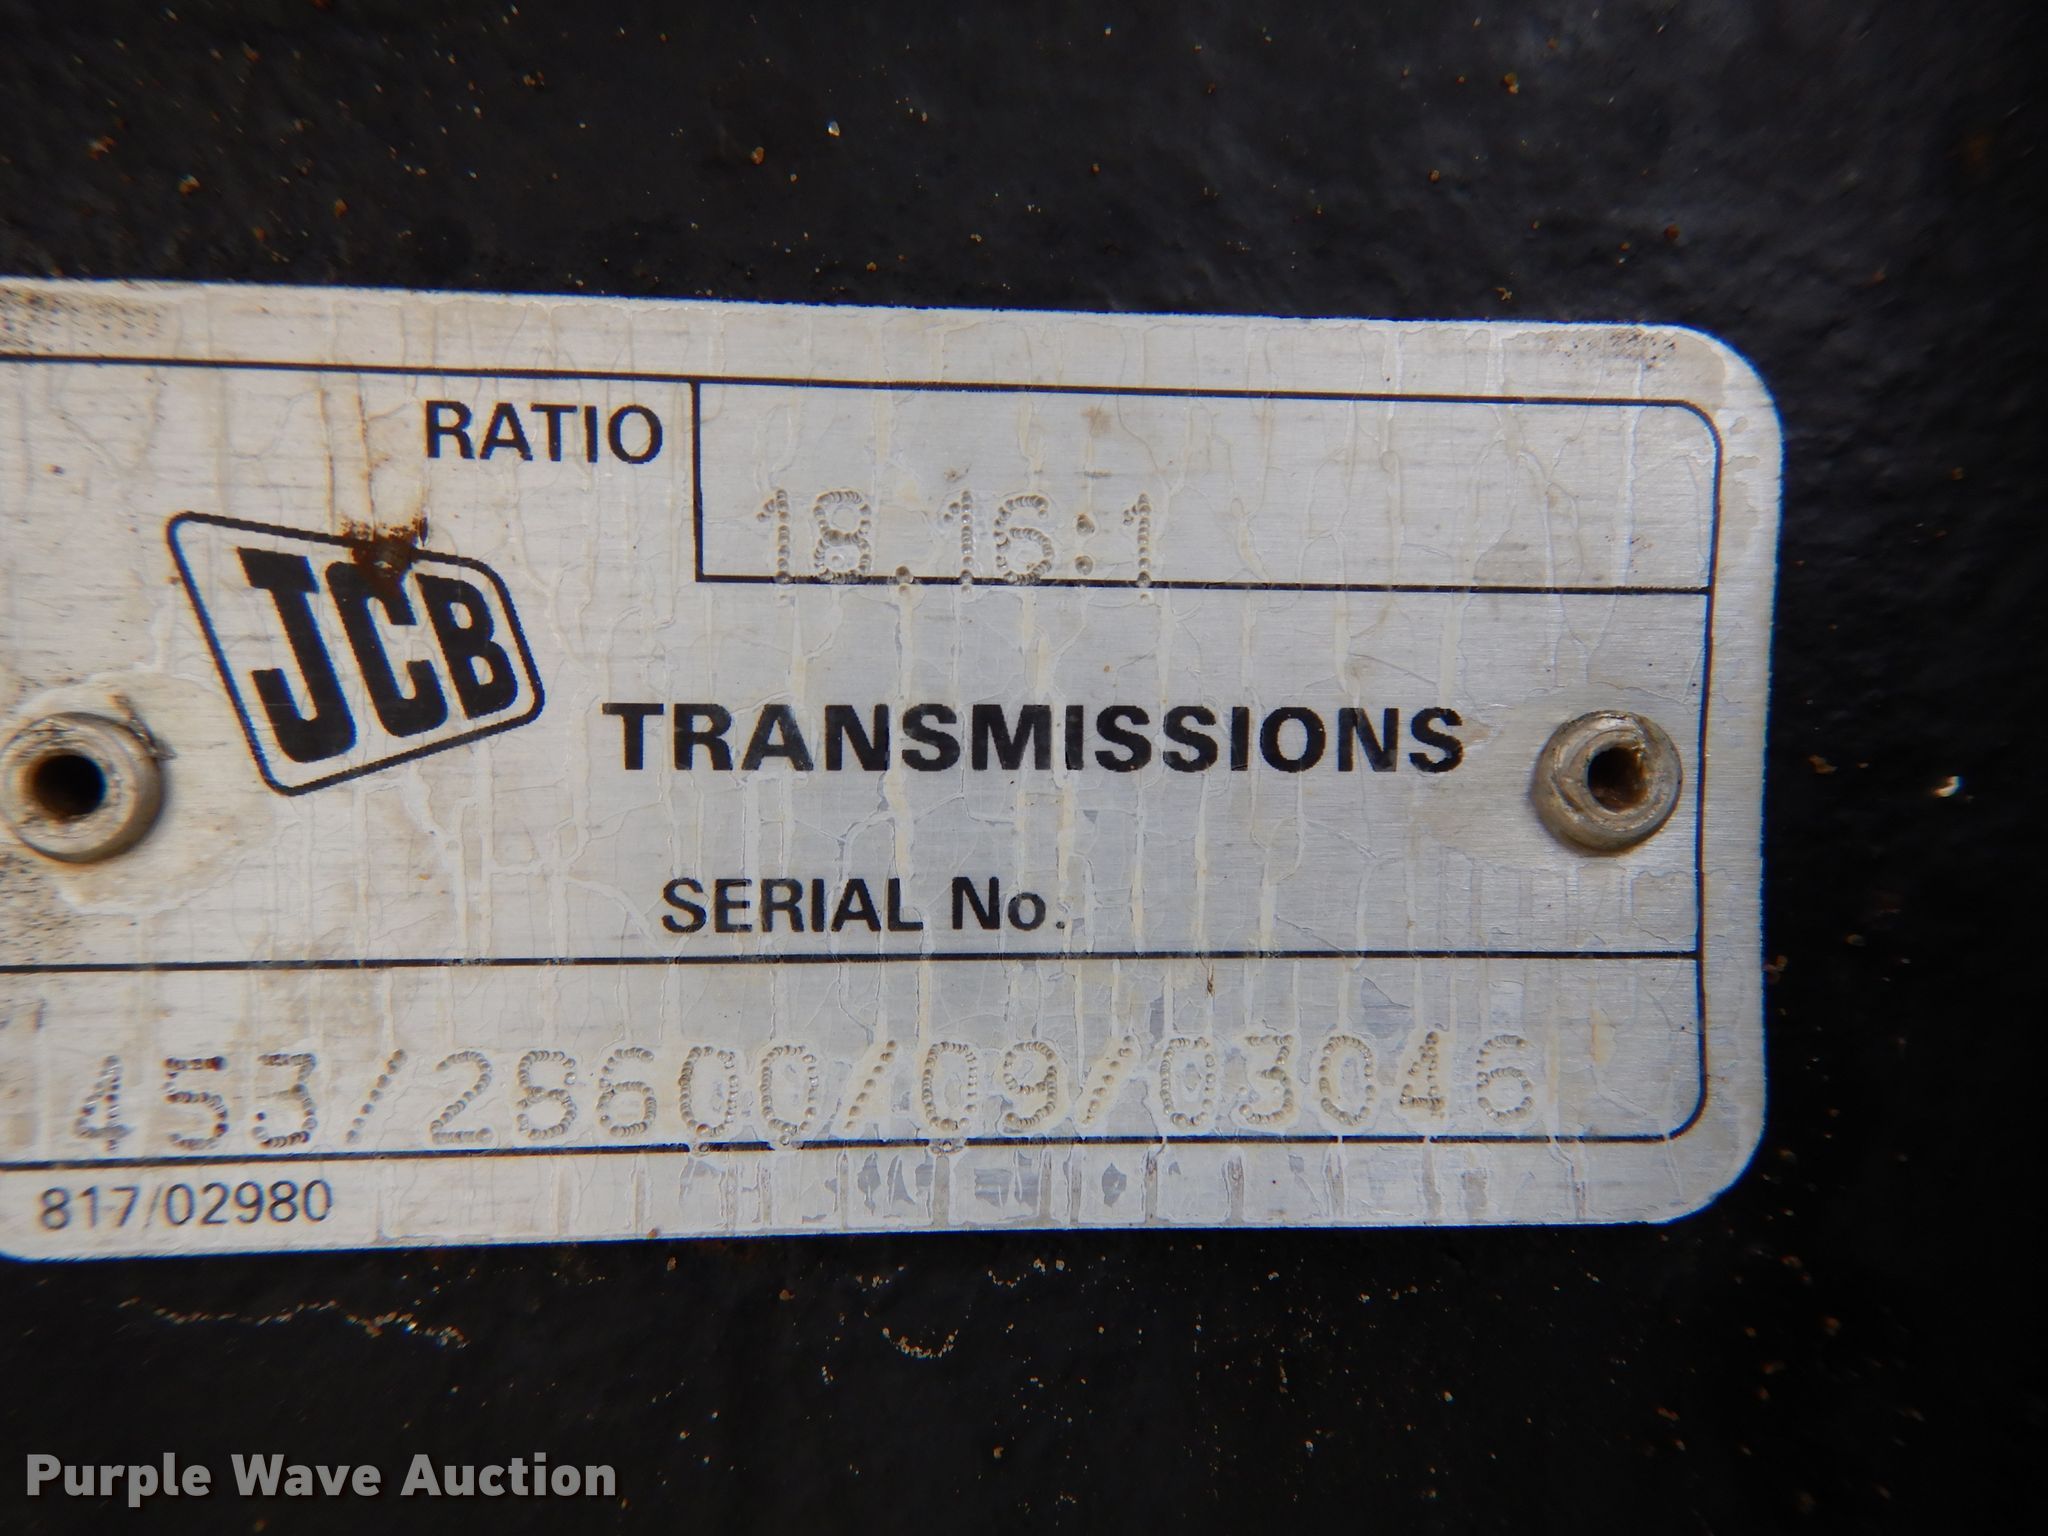 RATIO 18.16:1
JCB
TRANSMISSIONS
SERIAL No.
453/28600/09/03046
817/02980
Purple Wave Auction